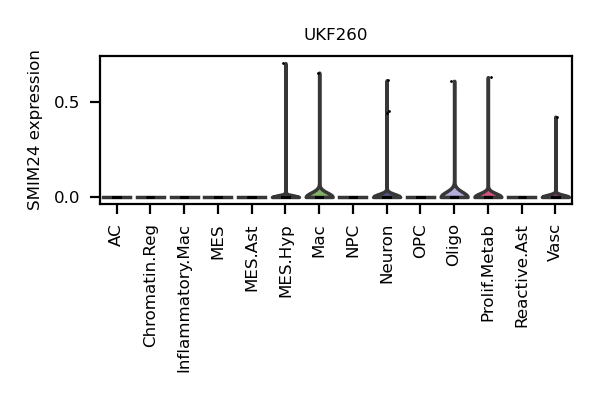 UKF260
SMIM24 expression
0.5
0.0
AC
Chromatin.Reg
Inflammatory.Mac
MES
MES.Ast
MES.Hyp
Mac
NPC
Neuron
OPC
Oligo
Prolif.Metab
Reactive.Ast
Vasc